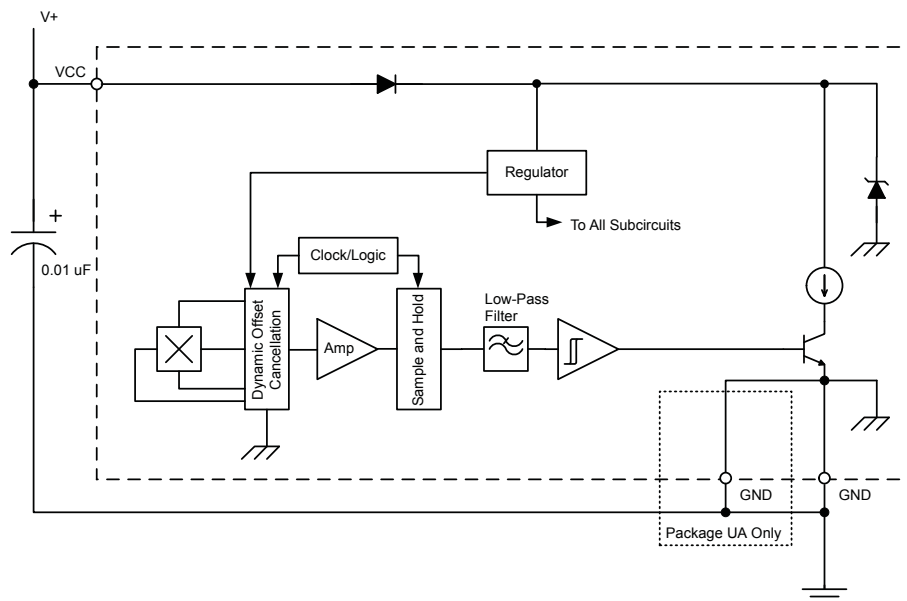 V+
VCC
Regulator
To All Subcircuits
+
0.01 uF
Clock/Logic
Dynamic Offset
Cancellation
Amp
Sample and Hold
Low-Pass
Filter
GND
GND
Package UA Only